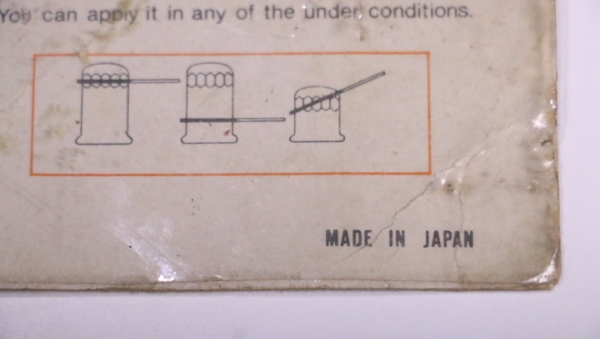 You can apply it in any of the under conditions.
MADE IN JAPAN